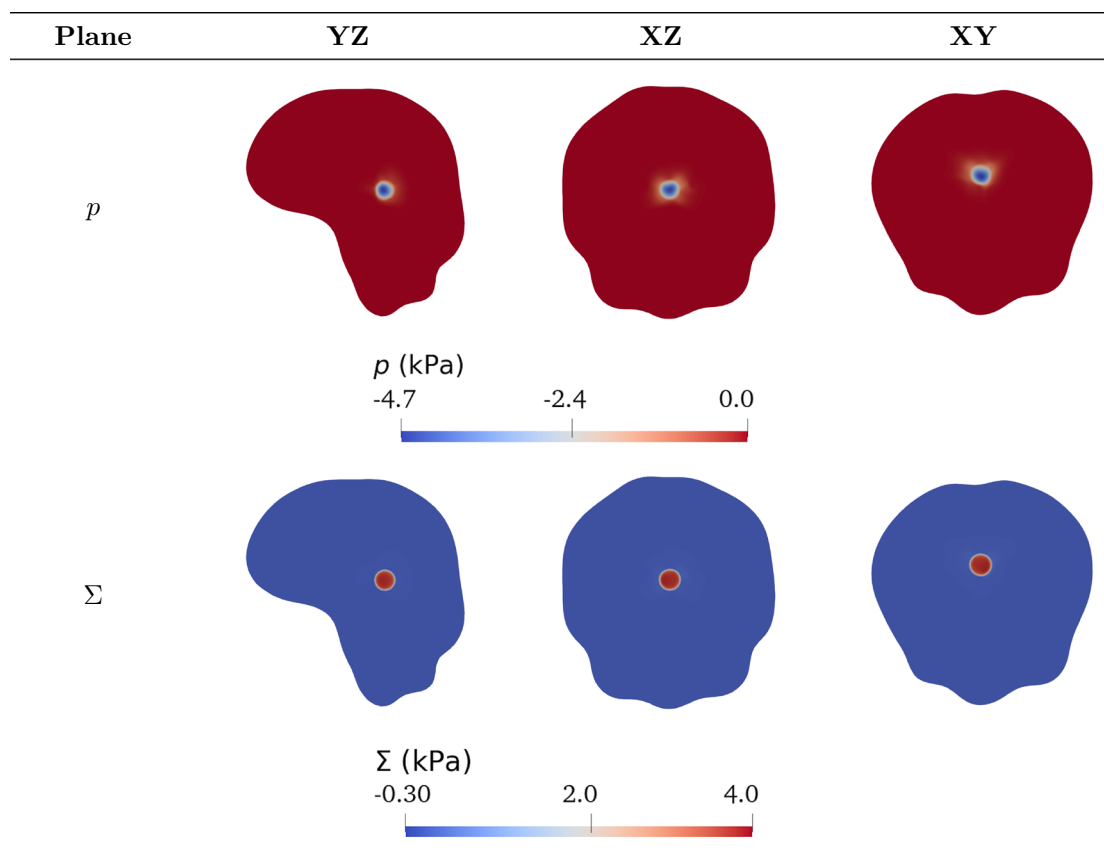 Plane YZ XZ XY
p
p (kPa)
-4.7 -2.4 0.0
Σ
Σ (kPa)
-0.30 2.0 4.0